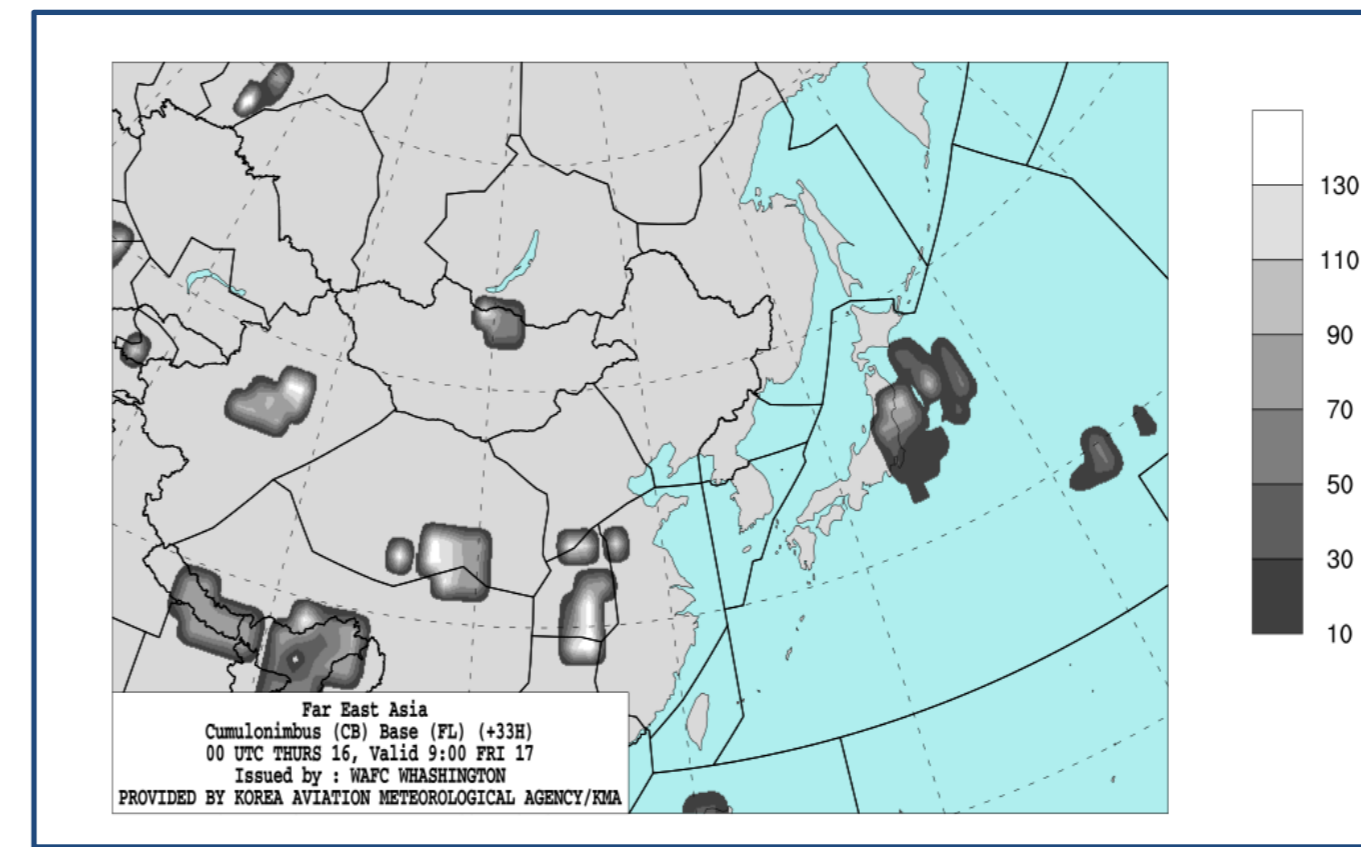 130
110
90
70
50
30
10
Far East Asia
Cumulonimbus (CB) Base (FL) (+33H)
00 UTC THURS 16, Valid 9:00 FRI 17
Issued by : WAFC WHASHINGTON
PROVIDED BY KOREA AVIATION METEOROLOGICAL AGENCY/KMA